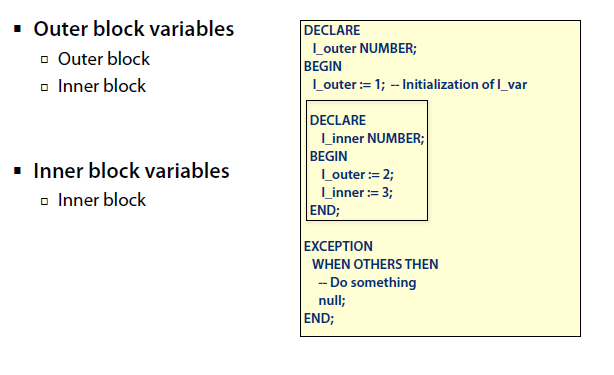 Outer block variables
Outer block
Inner block
Inner block variables
Inner block
DECLARE
l_outer NUMBER;
BEGIN
l_outer := 1; -- Initialization of l_var
DECLARE
l_inner NUMBER;
BEGIN
l_outer := 2;
l_inner := 3;
END;
EXCEPTION
WHEN OTHERS THEN
-- Do something
null;
END;